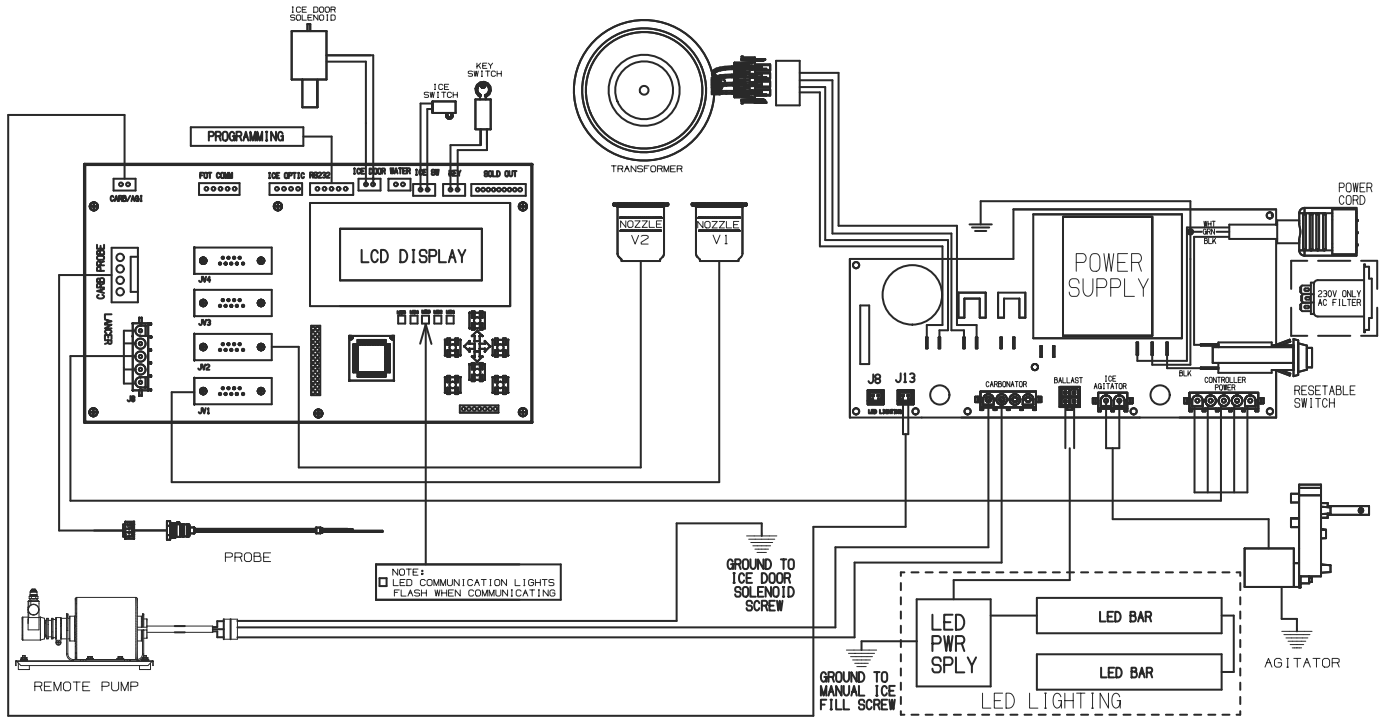 ICE DOOR
SOLENOID
KEY
SWITCH
ICE
SWITCH
PROGRAMMING
TRANSFORMER
FOT COMM
ICE OPTIC
RS232
ICE DOOR
WATER
ICE SW
KEY
SOLD OUT
CARB/AGI
CARB PROBE
LANCER
J9
JV4
JV3
JV2
JV1
LCD DISPLAY
NOZZLE
V2
NOZZLE
V1
POWER
CORD
WHT
GRN
BLK
POWER
SUPPLY
230V ONLY
AC FILTER
BLK
RESETABLE
SWITCH
J8
J13
LED LIGHTING
CARBONATOR
BALLAST
ICE
AGITATOR
CONTROLLER
POWER
PROBE
NOTE:
LED COMMUNICATION LIGHTS
FLASH WHEN COMMUNICATING
GROUND TO
ICE DOOR
SOLENOID
SCREW
REMOTE PUMP
LED
PWR
SPLY
LED BAR
LED BAR
GROUND TO
MANUAL ICE
FILL SCREW
LED LIGHTING
AGITATOR